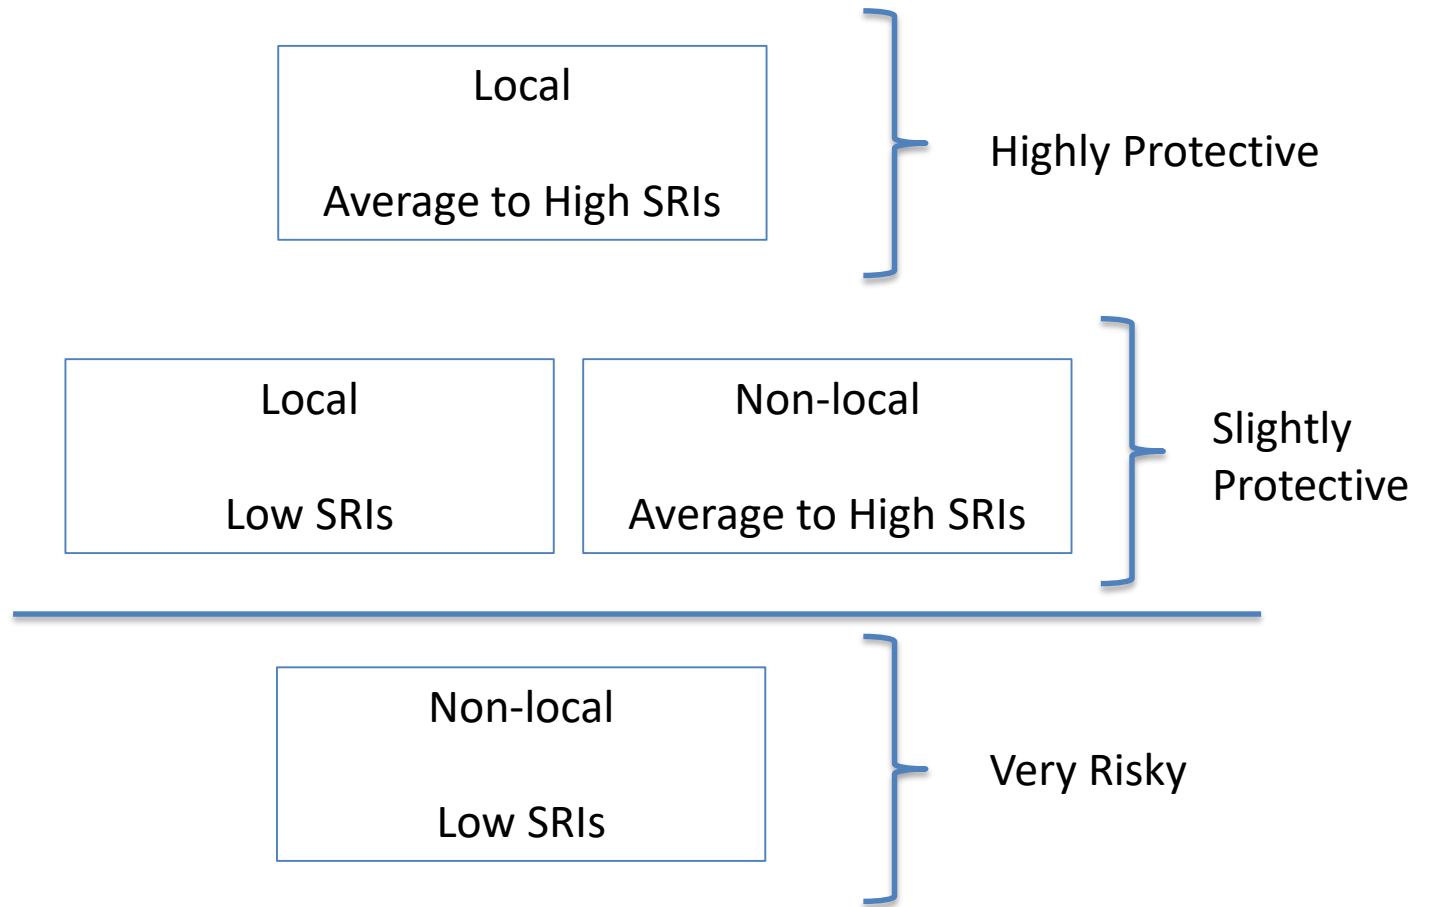 Local
Average to High SRIs
Highly Protective
Local
Low SRIs
Non-local
Average to High SRIs
Slightly
Protective
Non-local
Low SRIs
Very Risky